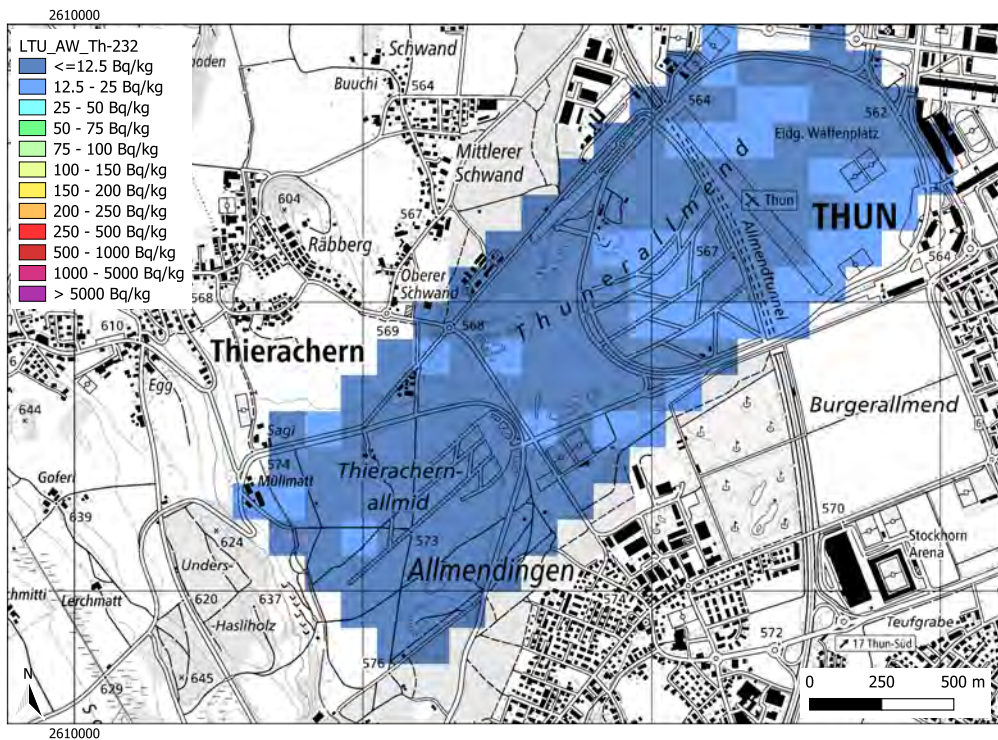 2610000
LTU_AW_Th-232
<=12.5 Bq/kg
12.5 - 25 Bq/kg
25 - 50 Bq/kg
50 - 75 Bq/kg
75 - 100 Bq/kg
100 - 150 Bq/kg
150 - 200 Bq/kg
200 - 250 Bq/kg
250 - 500 Bq/kg
500 - 1000 Bq/kg
1000 - 5000 Bq/kg
> 5000 Bq/kg
Schwand
Buuchi
564
564
562
Eidg. Waffenplatz
Mittlerer
Schwand
604
Räbberg
567
Oberer
Schwand
Thun
THUN
Thunerallmend
567
Allmendtunnel
564
568
569
568
610
Thierachern
Egg
644
Burgerallmend
Sagi
574
Müllmatt
Thierachern-
allmid
Goferi
639
624
573
570
Stockhorn
Arena
Unders-
Allmendingen
Lerchmatt
620
637
-Hasliholz
574
Teufgrabe
572
17 Thun-Süd
576
645
629
N
0 250 500 m
2610000